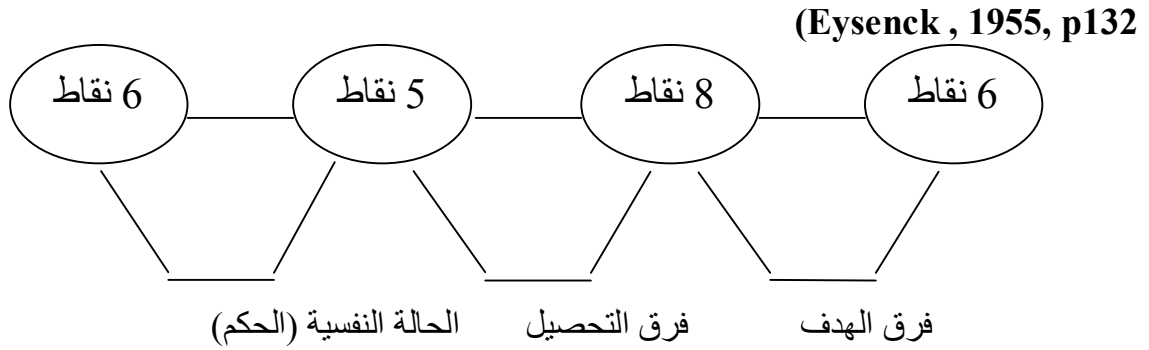 (Eysenck , 1955, p132
6 نقاط
8 نقاط
5 نقاط
6 نقاط
فرق الهدف
فرق التحصيل
الحالة النفسية (الحكم)